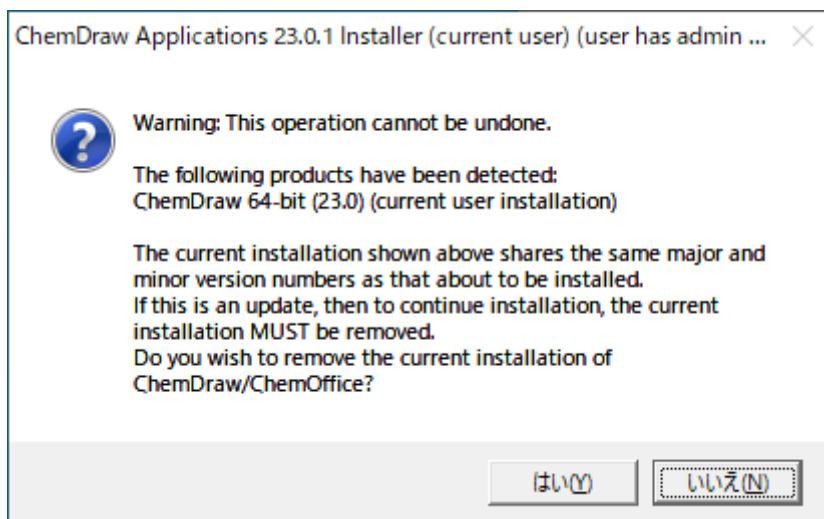 ChemDraw Applications 23.0.1 Installer (current user) (user has admin ...
Warning: This operation cannot be undone.
The following products have been detected:
ChemDraw 64-bit (23.0) (current user installation)
The current installation shown above shares the same major and
minor version numbers as that about to be installed.
If this is an update, then to continue installation, the current
installation MUST be removed.
Do you wish to remove the current installation of
ChemDraw/ChemOffice?
はい(Y)
いいえ(N)